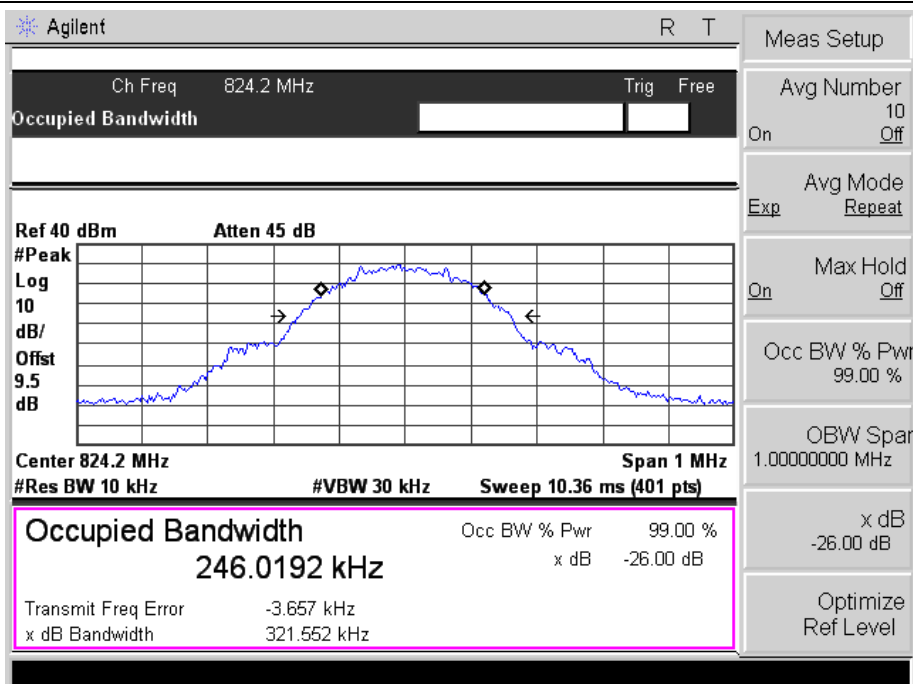 Agilent R T
Ch Freq 824.2 MHz Trig Free
Occupied Bandwidth
Ref 40 dBm Atten 45 dB
#Peak
Log
10
dB/
Offst
9.5
dB
Center 824.2 MHz Span 1 MHz
#Res BW 10 kHz #VBW 30 kHz Sweep 10.36 ms (401 pts)
Occupied Bandwidth
246.0192 kHz
Occ BW % Pwr 99.00 %
x dB -26.00 dB
Transmit Freq Error -3.657 kHz
x dB Bandwidth 321.552 kHz
Meas Setup
Avg Number
10
On Off
Avg Mode
Exp Repeat
Max Hold
On Off
Occ BW % Pwr
99.00 %
OBW Span
1.00000000 MHz
x dB
-26.00 dB
Optimize
Ref Level